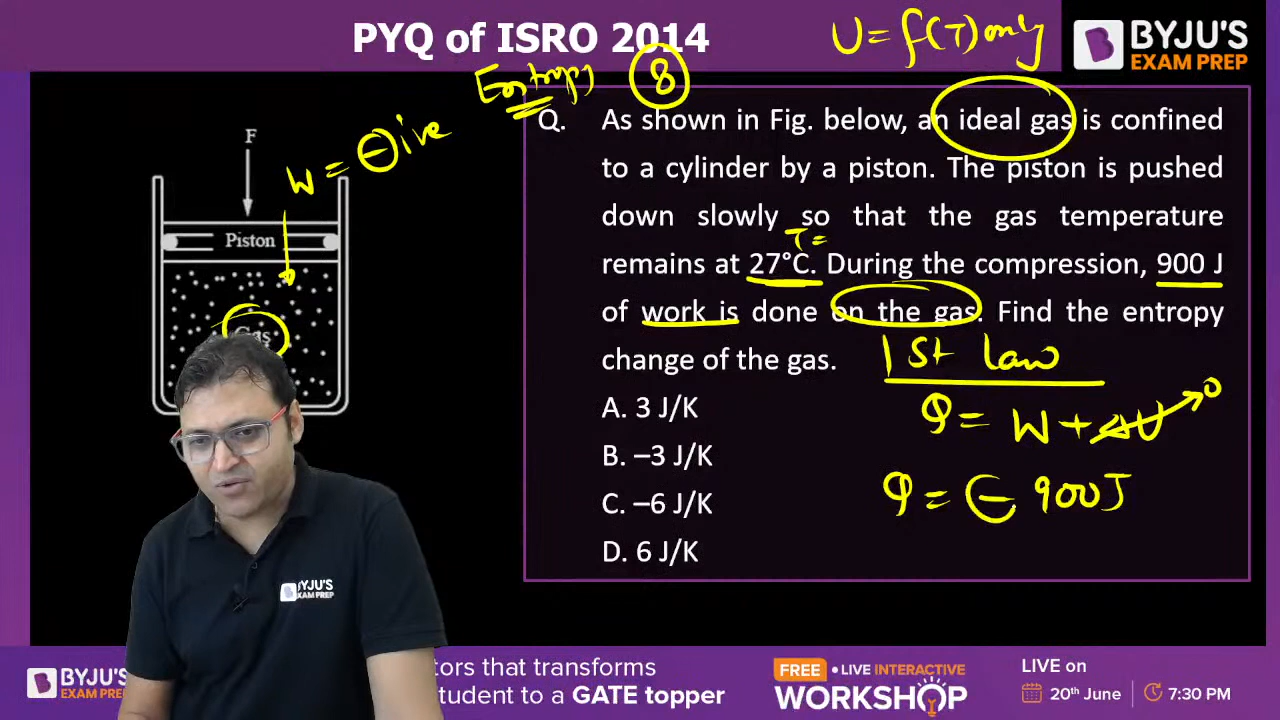 PYQ of ISRO 2014
U = f(T) only
BYJU'S
EXAM PREP
Entropy
8
F
W = ⊖ive
Piston
Gas
Q. As shown in Fig. below, an ideal gas is confined
to a cylinder by a piston. The piston is pushed
down slowly so that the gas temperature
T =
remains at 27°C. During the compression, 900 J
of work is done on the gas. Find the entropy
change of the gas.
1st law
A. 3 J/K
Q = W + ΔU → 0
B. –3 J/K
C. –6 J/K
Q = ⊖ 900 J
D. 6 J/K
BYJU'S
EXAM PREP
BYJU'S
EXAM PREP
tors that transforms
tudent to a GATE topper
FREE • LIVE INTERACTIVE
WORKSHOP
LIVE on
20th June
7:30 PM